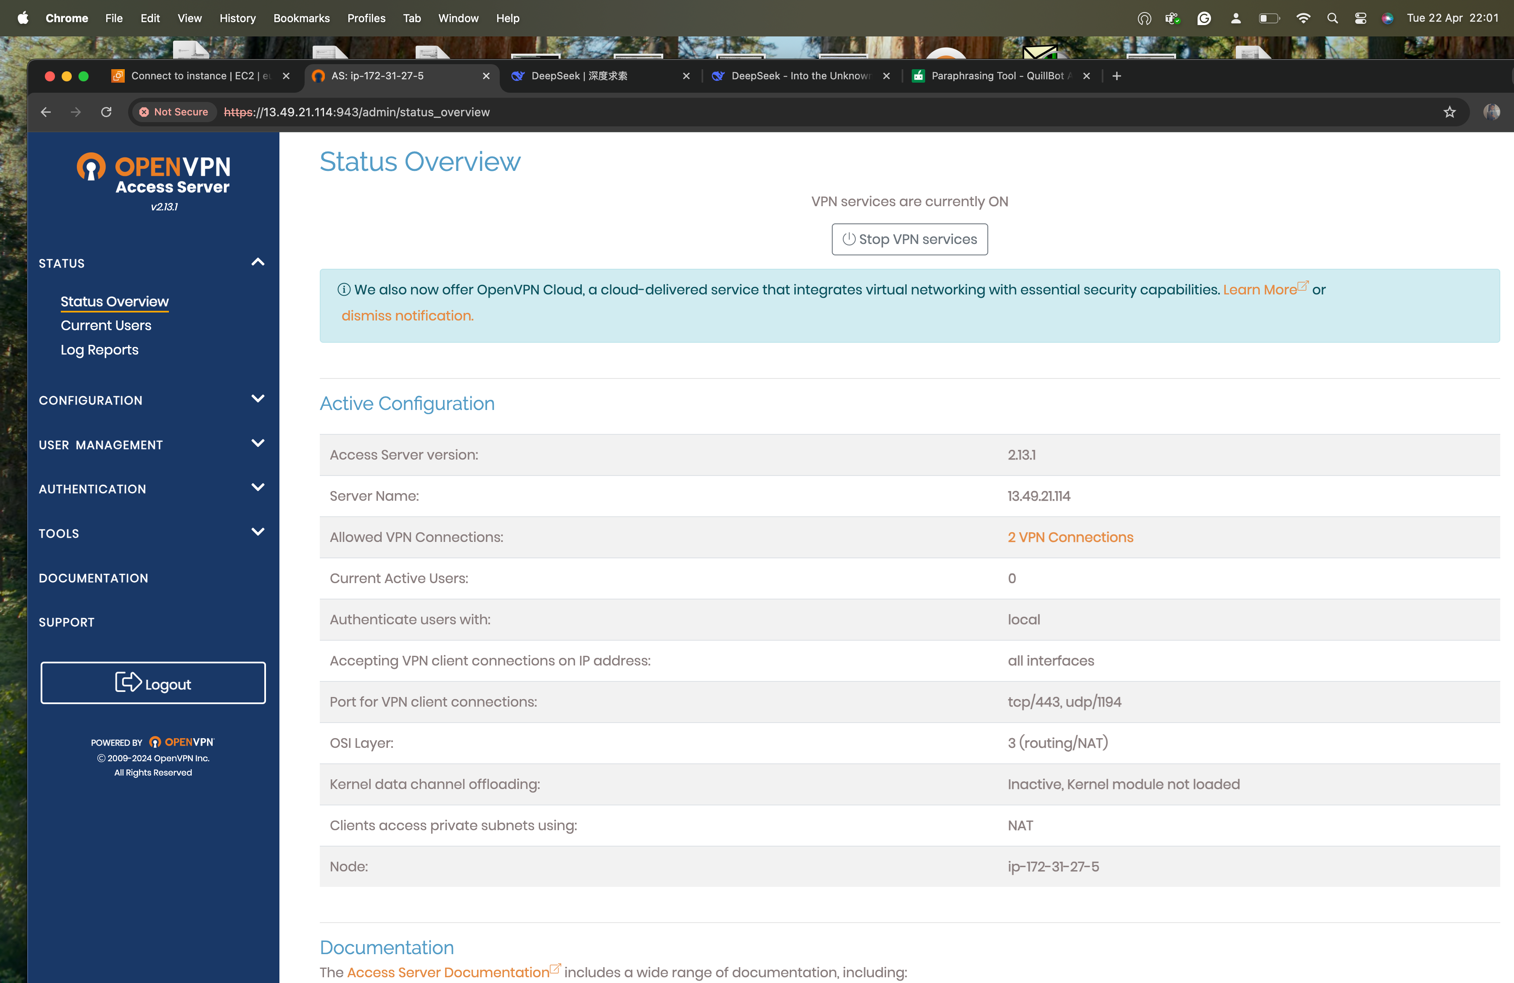 Chrome File Edit View History Bookmarks Profiles Tab Window Help Tue 22 Apr 22:01
Connect to instance | EC2 | AS: ip-172-31-27-5 DeepSeek | 深度求索 DeepSeek - Into the Unknown Paraphrasing Tool - QuillBot
Not Secure https://13.49.21.114:943/admin/status_overview
OPENVPN
Access Server
v2.13.1
STATUS
Status Overview
Current Users
Log Reports
CONFIGURATION
USER MANAGEMENT
AUTHENTICATION
TOOLS
DOCUMENTATION
SUPPORT
Logout
POWERED BY OPENVPN
© 2009-2024 OpenVPN Inc.
All Rights Reserved
Status Overview
VPN services are currently ON
Stop VPN services
We also now offer OpenVPN Cloud, a cloud-delivered service that integrates virtual networking with essential security capabilities. Learn More or
dismiss notification.
Active Configuration
Access Server version: 2.13.1
Server Name: 13.49.21.114
Allowed VPN Connections: 2 VPN Connections
Current Active Users: 0
Authenticate users with: local
Accepting VPN client connections on IP address: all interfaces
Port for VPN client connections: tcp/443, udp/1194
OSI Layer: 3 (routing/NAT)
Kernel data channel offloading: Inactive, Kernel module not loaded
Clients access private subnets using: NAT
Node: ip-172-31-27-5
Documentation
The Access Server Documentation includes a wide range of documentation, including: